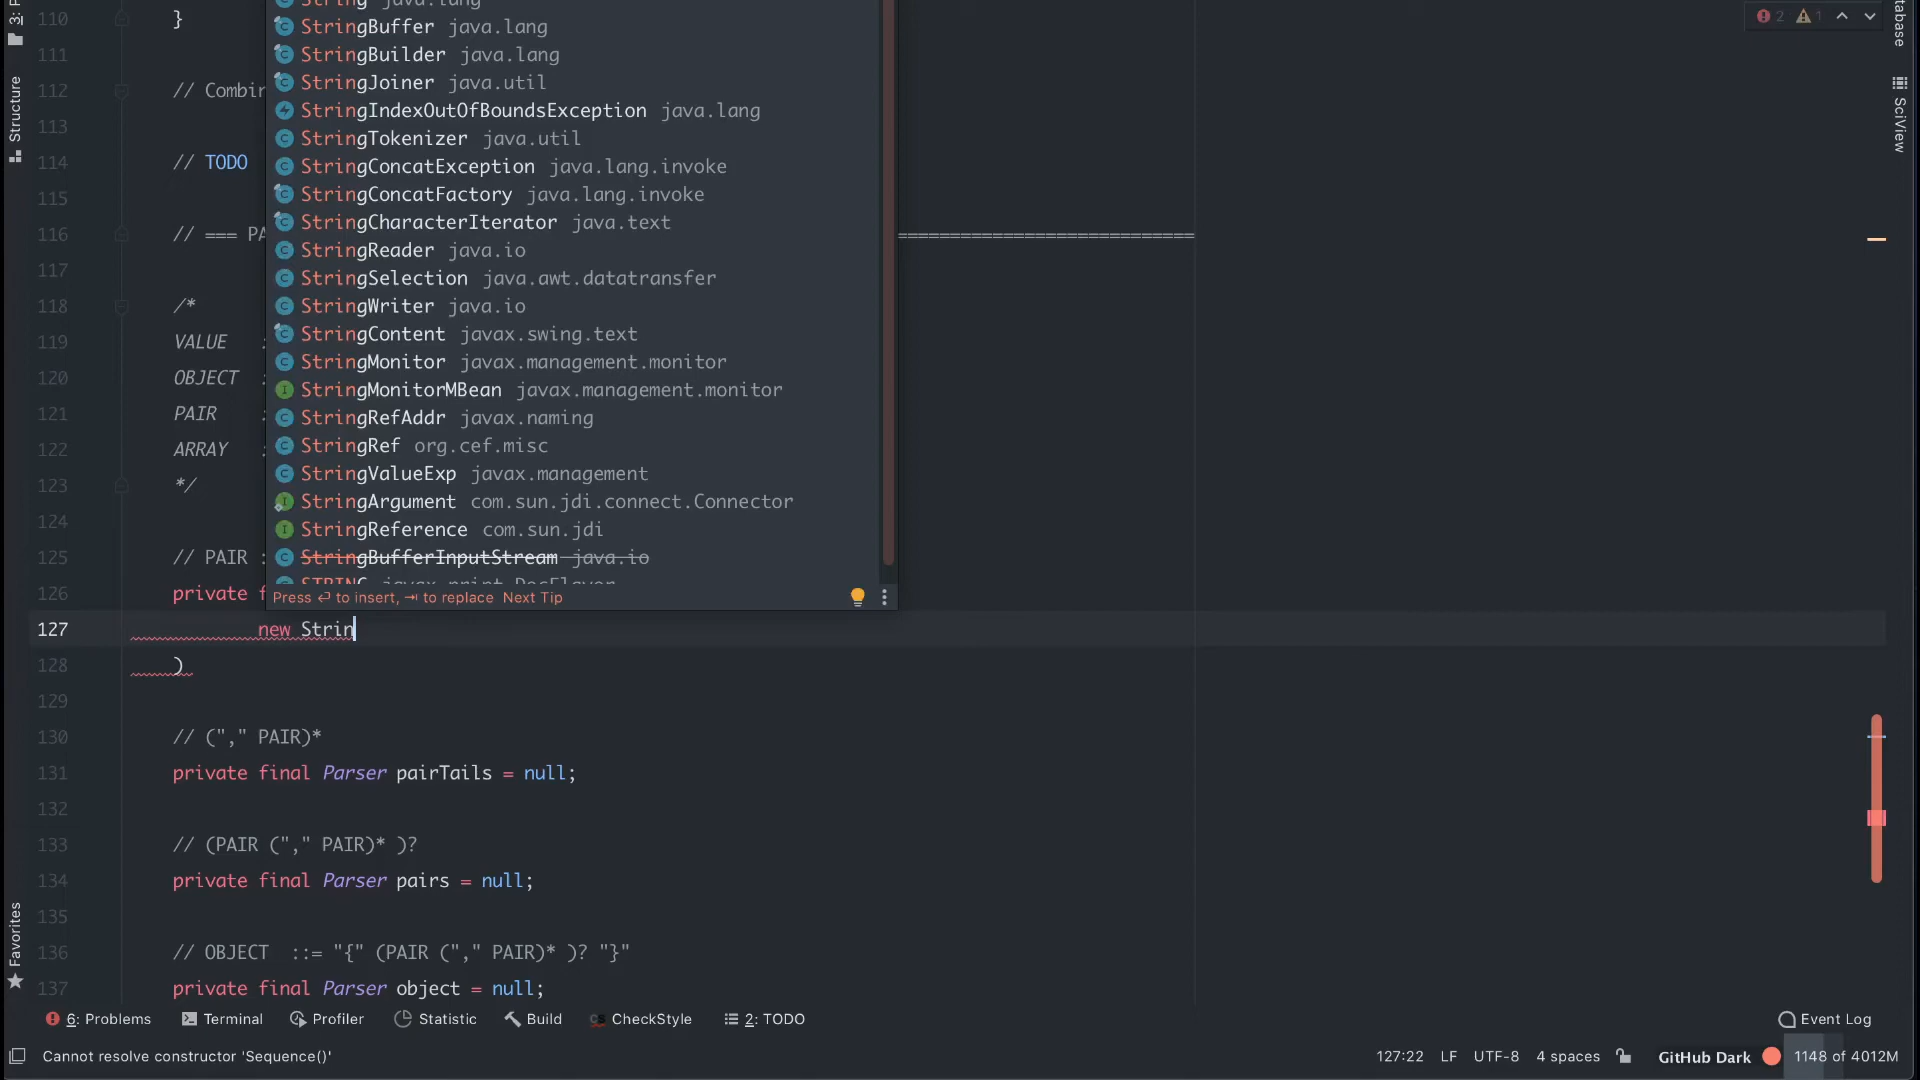 String java.lang
110 }
StringBuffer java.lang
2 1
111
StringBuilder java.lang
StringJoiner java.util
112 // Combin
StringIndexOutOfBoundsException java.lang
113
StringTokenizer java.util
114 // TODO
StringConcatException java.lang.invoke
115
StringConcatFactory java.lang.invoke
StringCharacterIterator java.text
116 // === PA ============================
StringReader java.io
117
StringSelection java.awt.datatransfer
118 /*
StringWriter java.io
119 VALUE :
StringContent javax.swing.text
StringMonitor javax.management.monitor
120 OBJECT :
StringMonitorMBean javax.management.monitor
121 PAIR :
StringRefAddr javax.naming
122 ARRAY :
StringRef org.cef.misc
StringValueExp javax.management
123 */
StringArgument com.sun.jdi.connect.Connector
124
StringReference com.sun.jdi
125 // PAIR :
StringBufferInputStream java.io
STRING javax.print.DocFlavor
126 private f
Press ↵ to insert, ⇥ to replace Next Tip
127 new Strin
128 )
129
130 // ("," PAIR)*
131 private final Parser pairTails = null;
132
133 // (PAIR ("," PAIR)* )?
134 private final Parser pairs = null;
135
136 // OBJECT ::= "{" (PAIR ("," PAIR)* )? "}"
137 private final Parser object = null;
Structure
Favorites
SciView
6: Problems Terminal Profiler Statistic Build CheckStyle 2: TODO Event Log
Cannot resolve constructor 'Sequence()' 127:22 LF UTF-8 4 spaces GitHub Dark 1148 of 4012M